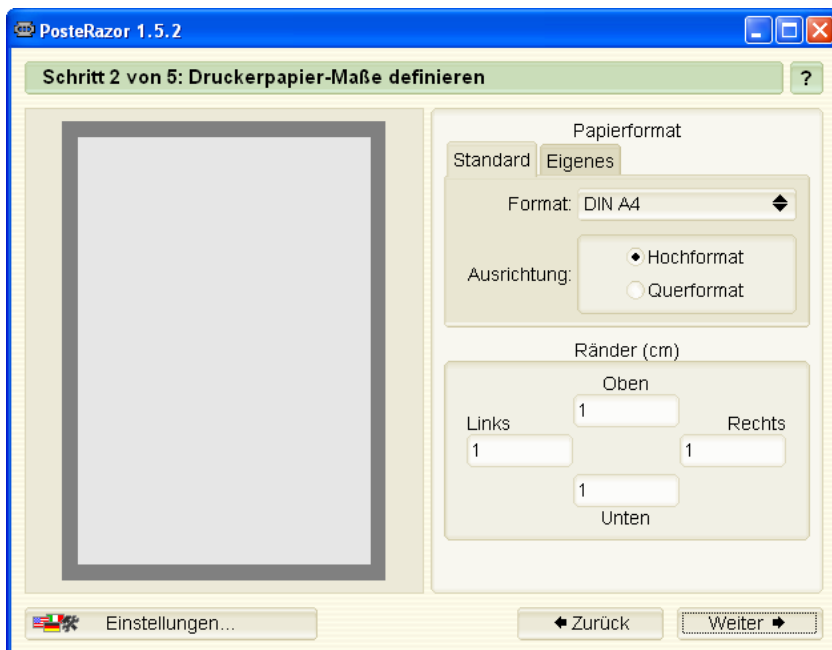 PosteRazor 1.5.2
Schritt 2 von 5: Druckerpapier-Maße definieren
?
Papierformat
Standard
Eigenes
Format: DIN A4
Ausrichtung:
Hochformat
Querformat
Ränder (cm)
Oben
1
Links
Rechts
1
1
1
Unten
Einstellungen...
Zurück
Weiter